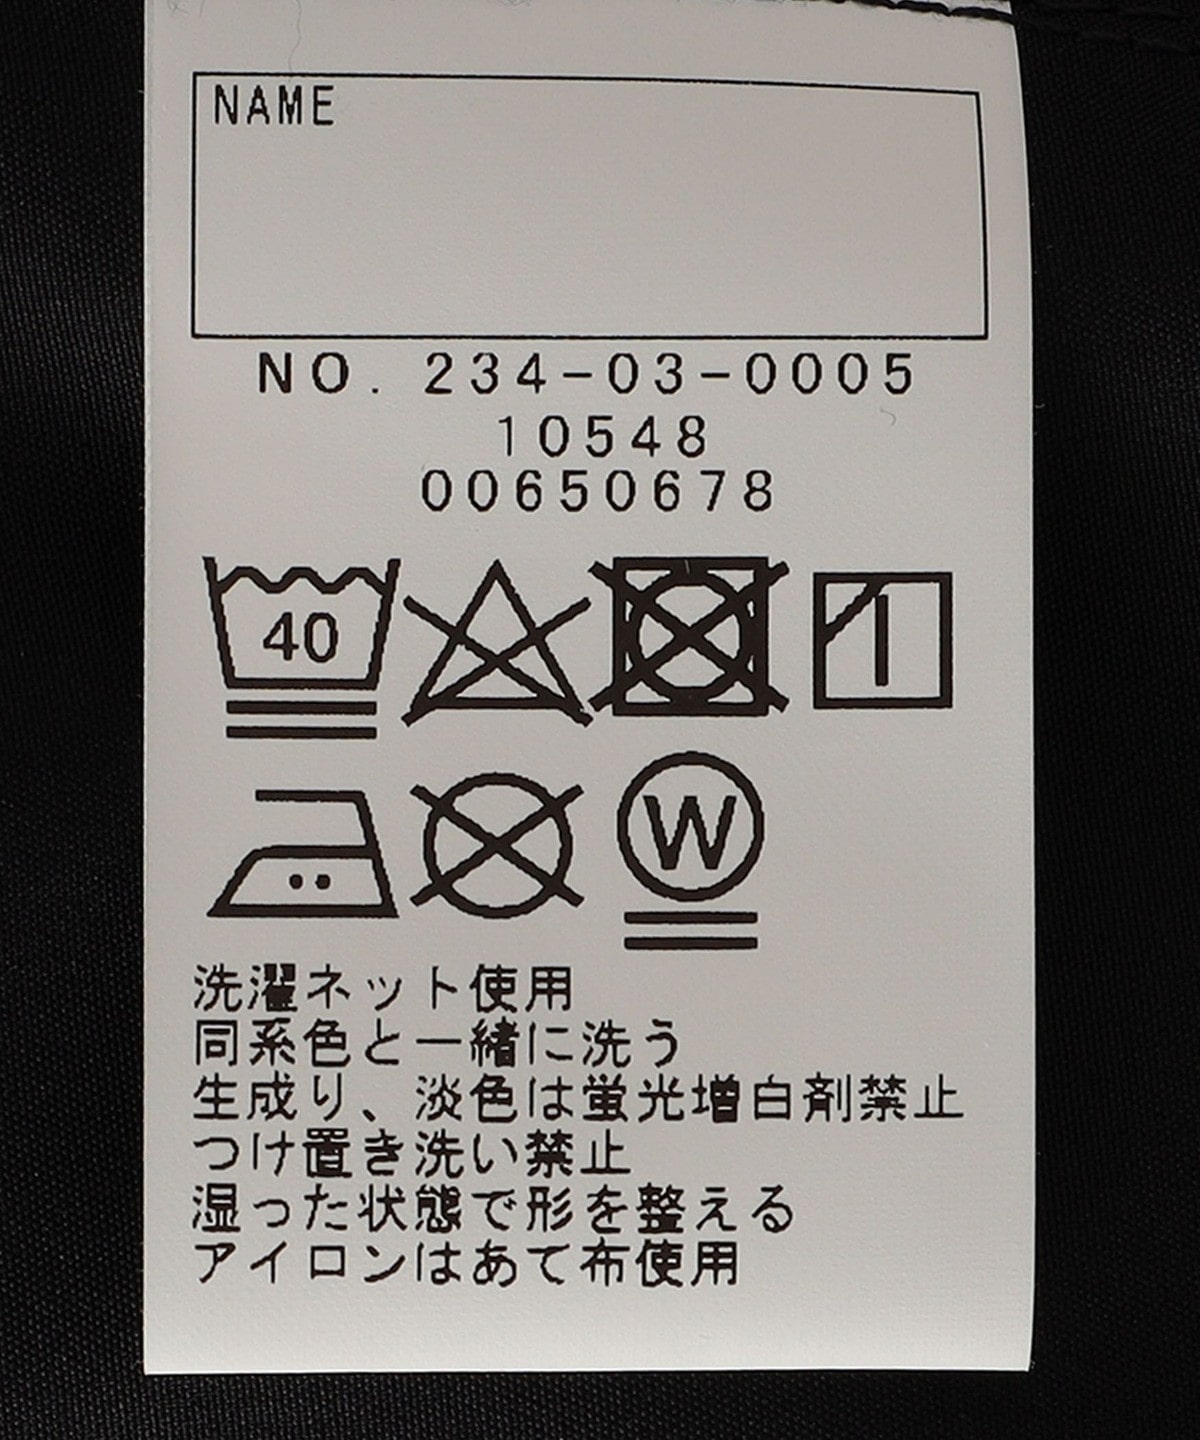 NAME
NO. 234-03-0005
10548
00650678
40
W
洗濯ネット使用
同系色と一緒に洗う
生成り、淡色は蛍光増白剤禁止
つけ置き洗い禁止
湿った状態で形を整える
アイロンはあて布使用